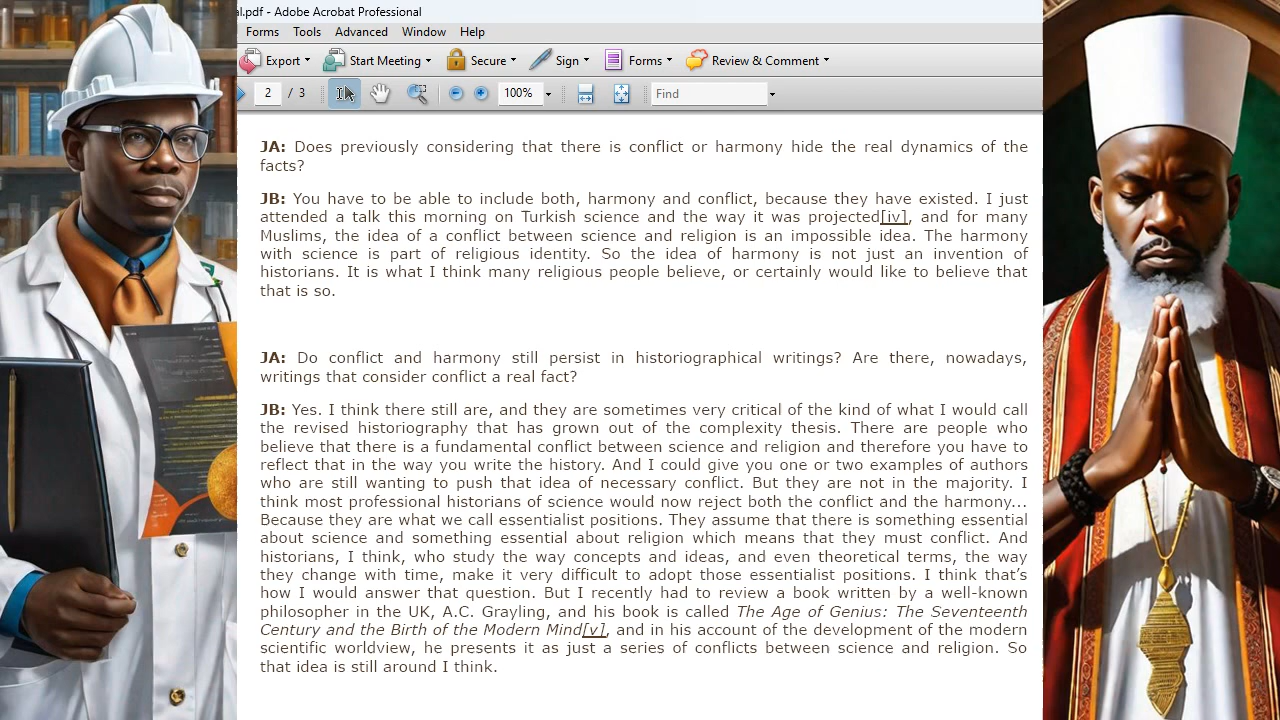 al.pdf - Adobe Acrobat Professional
Forms Tools Advanced Window Help
Export Start Meeting Secure Sign Forms Review & Comment
2 / 3 100% Find
JA: Does previously considering that there is conflict or harmony hide the real dynamics of the
facts?
JB: You have to be able to include both, harmony and conflict, because they have existed. I just
attended a talk this morning on Turkish science and the way it was projected[iv], and for many
Muslims, the idea of a conflict between science and religion is an impossible idea. The harmony
with science is part of religious identity. So the idea of harmony is not just an invention of
historians. It is what I think many religious people believe, or certainly would like to believe that
that is so.
JA: Do conflict and harmony still persist in historiographical writings? Are there, nowadays,
writings that consider conflict a real fact?
JB: Yes. I think there are, and they are sometimes very critical of the kind of what I would call
the revised historiography that has grown out of the complexity thesis. There are people who
believe that there is a fundamental conflict between science and religion and therefore you have to
reflect that in the way you write the history. And I could give you one or two examples of authors
who are still wanting to push that idea of necessary conflict. But they are not in the majority. I
think most professional historians of science would now reject both the conflict and the harmony...
Because they are what we call essentialist positions. They assume that there is something essential
about science and something essential about religion which means that they must conflict. And
historians, I think, who study the way concepts and ideas, and even theoretical terms, the way
they change with time, make it very difficult to adopt those essentialist positions. I think that's
how I would answer that question. But I recently had to review a book written by a well-known
philosopher in the UK, A.C. Grayling, and his book is called The Age of Genius: The Seventeenth
Century and the Birth of the Modern Mind[v], and in his account of the development of the modern
scientific worldview, he presents it as just a series of conflicts between science and religion. So
that idea is still around I think.